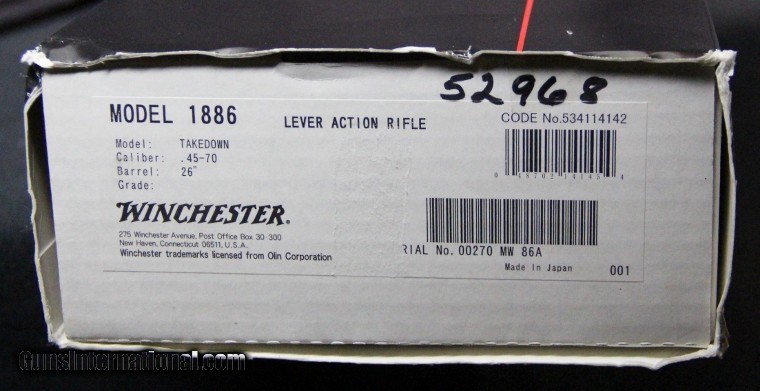 52968
MODEL 1886 LEVER ACTION RIFLE
CODE No.534114142
Model: TAKEDOWN
Caliber: .45-70
Barrel: 26"
Grade:
WINCHESTER®
275 Winchester Avenue, Post Office Box 30-300
New Haven, Connecticut 06511, U.S.A.
Winchester trademarks licensed from Olin Corporation
RIAL No. 00270 MW 86A
Made in Japan 001
GunsInternational.com